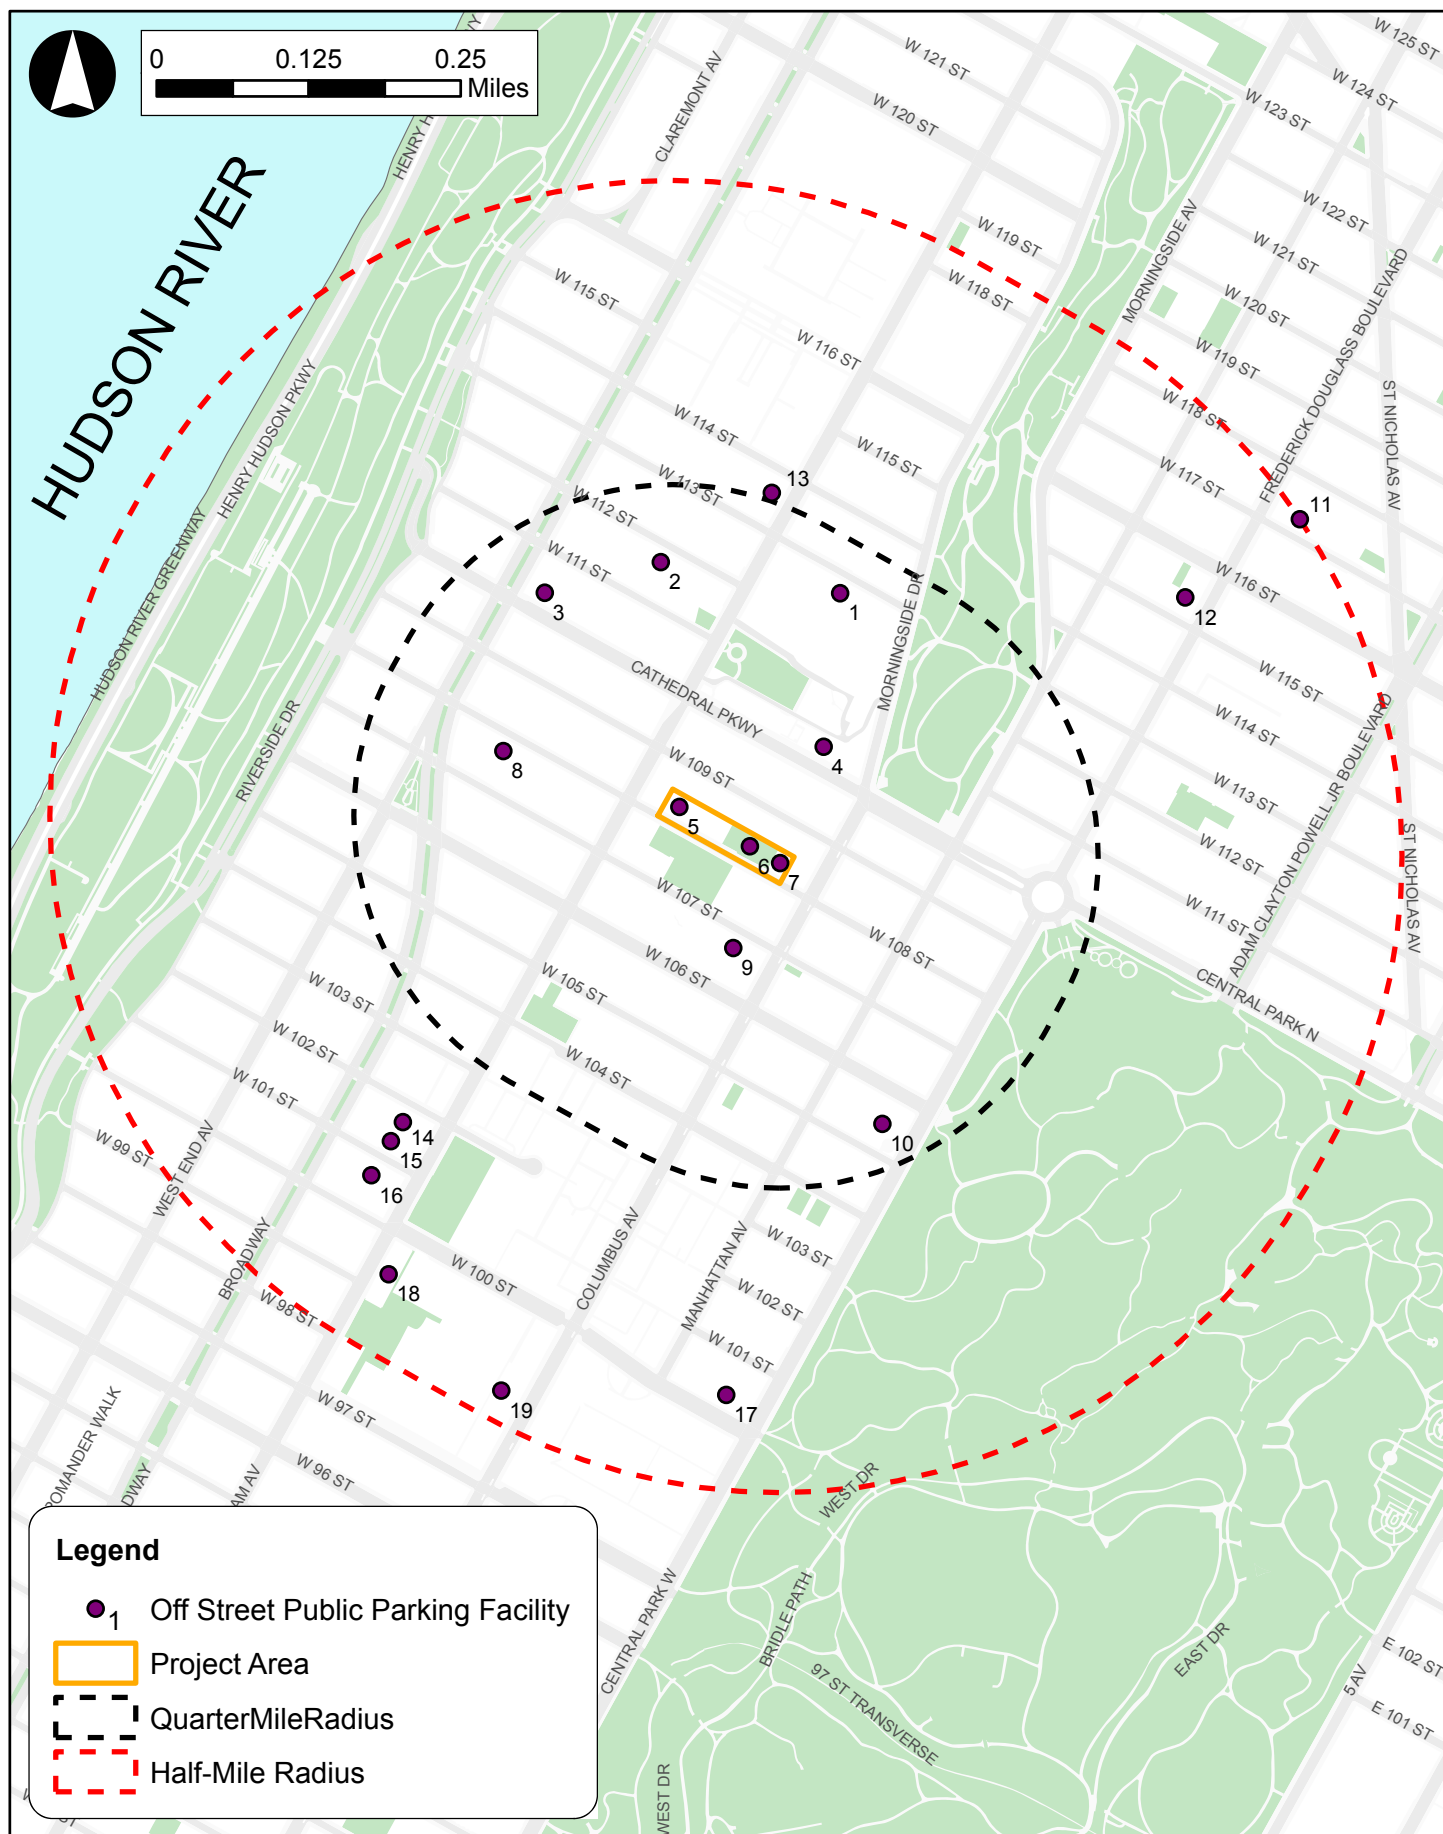 0 0.125 0.25
Miles
HUDSON RIVER
HENRY HUDSON PKWY
HUDSON RIVER GREENWAY
RIVERSIDE DR
CLAREMONT AV
W 121 ST
W 120 ST
W 125 ST
W 124 ST
W 123 ST
W 122 ST
W 121 ST
W 120 ST
W 119 ST
W 118 ST
W 117 ST
W 116 ST
W 115 ST
W 114 ST
W 113 ST
W 112 ST
W 111 ST
W 119 ST
W 118 ST
W 116 ST
W 115 ST
W 115 ST
W 114 ST
W 113 ST
W 112 ST
W 111 ST
MORNINGSIDE AV
MORNINGSIDE DR
FREDERICK DOUGLASS BOULEVARD
ST NICHOLAS AV
ST NICHOLAS AV
ADAM CLAYTON POWELL JR BOULEVARD
CENTRAL PARK N
CATHEDRAL PKWY
W 109 ST
W 108 ST
W 107 ST
W 106 ST
W 105 ST
W 104 ST
W 103 ST
W 102 ST
W 101 ST
W 99 ST
W 98 ST
W 97 ST
W 96 ST
W 100 ST
W 103 ST
W 102 ST
W 101 ST
WEST END AV
BROADWAY
COLUMBUS AV
MANHATTAN AV
POMANDER WALK
DWAY
AM AV
CENTRAL PARK W
WEST DR
BRIDLE PATH
97 ST TRANSVERSE
EAST DR
WEST DR
5 AV
E 102 ST
E 101 ST
13
11
2
3
1
12
8
4
5
6
7
9
10
14
15
16
18
19
17
Legend
1 Off Street Public Parking Facility
Project Area
QuarterMileRadius
Half-Mile Radius